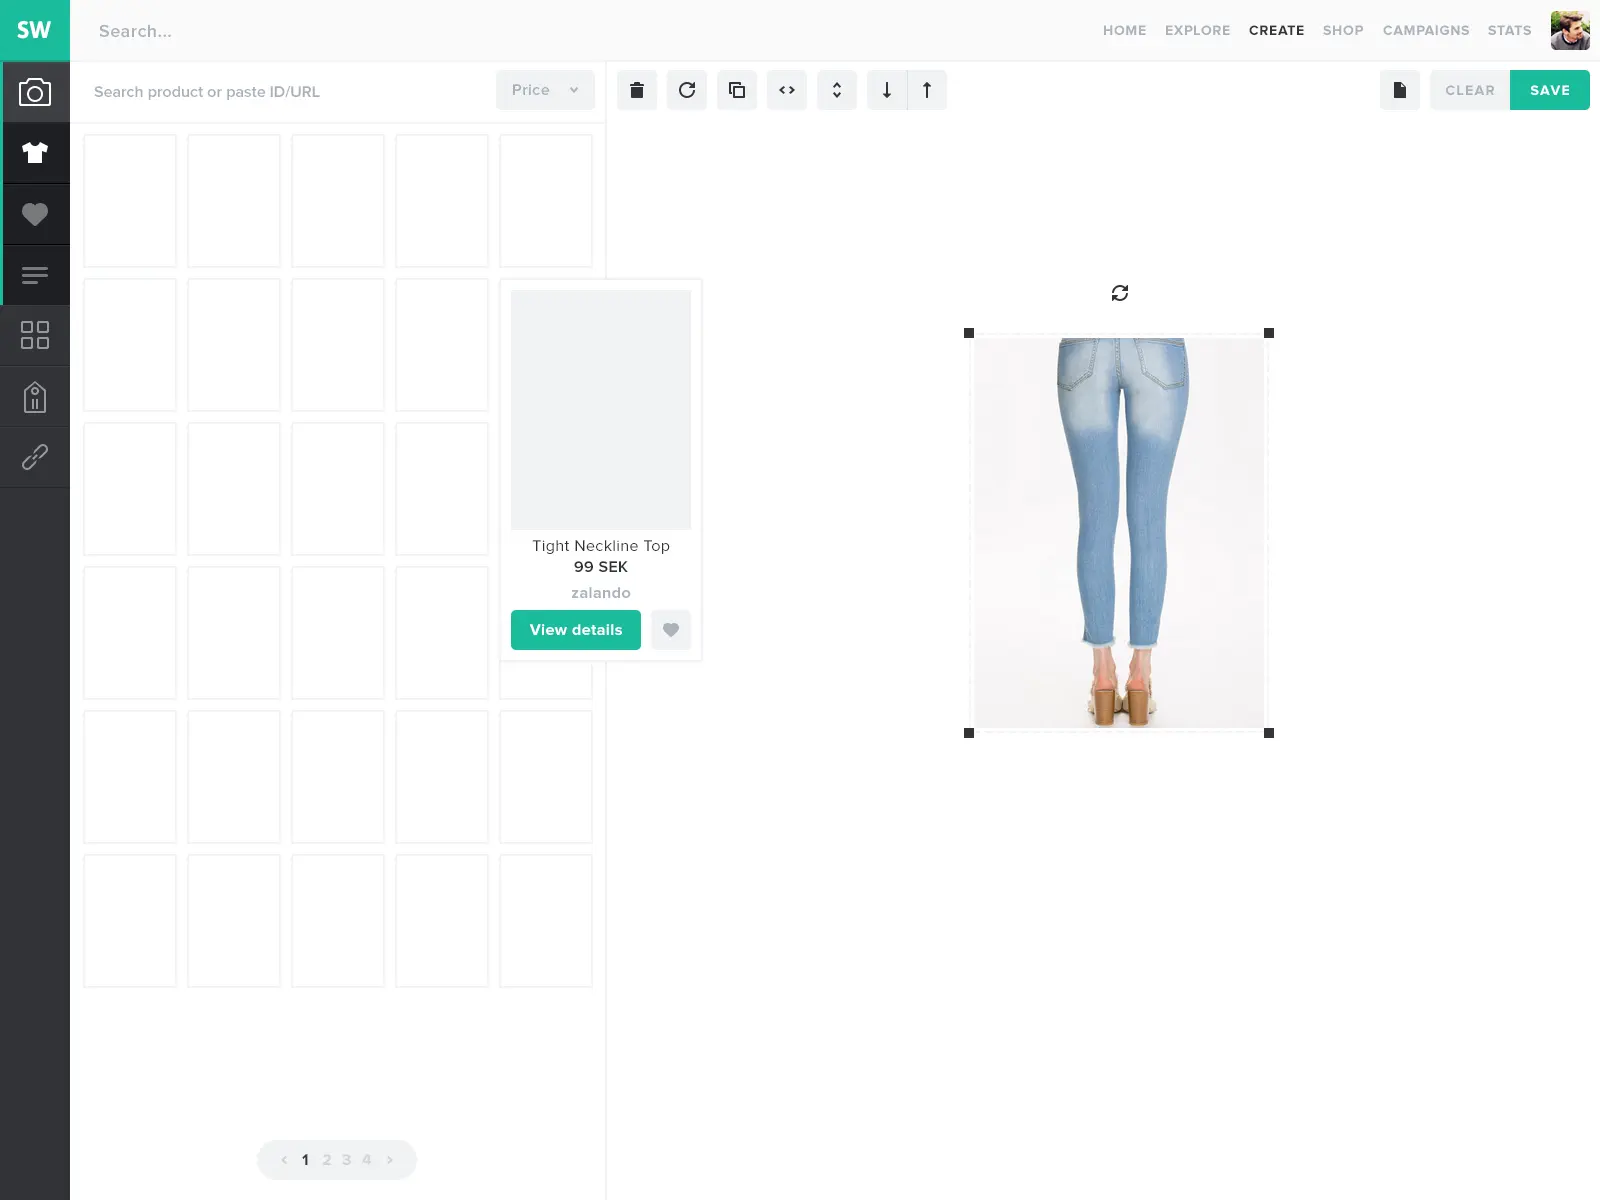 SW
Search...
HOME EXPLORE CREATE SHOP CAMPAIGNS STATS
Search product or paste ID/URL
Price
CLEAR SAVE
Tight Neckline Top
99 SEK
zalando
View details
1 2 3 4